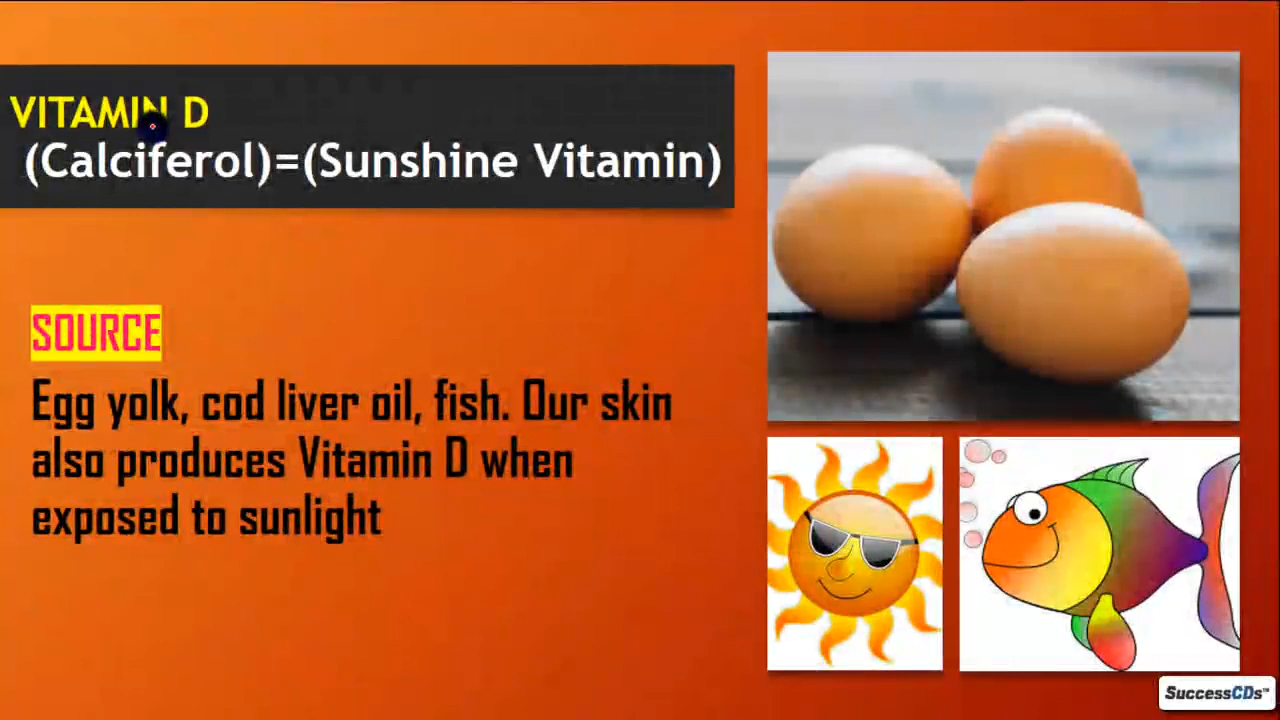 VITAMIN D
(Calciferol)=(Sunshine Vitamin)
SOURCE
Egg yolk, cod liver oil, fish. Our skin
also produces Vitamin D when
exposed to sunlight
SuccessCDs™